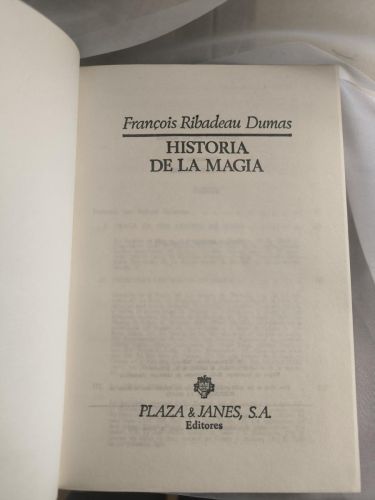 François Ribadeau Dumas
HISTORIA
DE LA MAGIA
PLAZA & JANES, S.A.
Editores